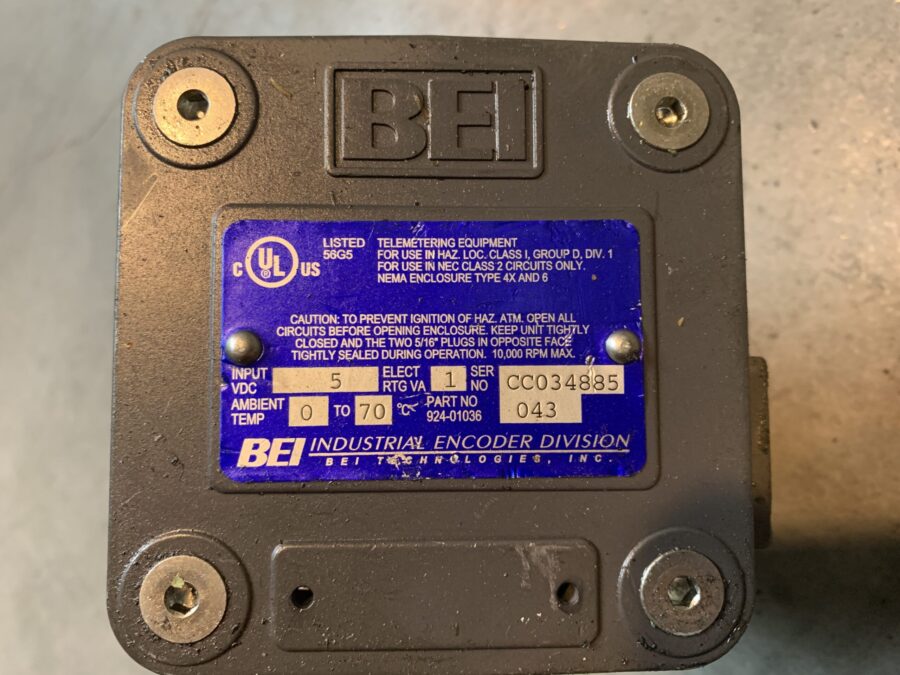 BEI
C UL ® US
LISTED
56G5
TELEMETERING EQUIPMENT
FOR USE IN HAZ. LOC. CLASS I, GROUP D, DIV. 1
FOR USE IN NEC CLASS 2 CIRCUITS ONLY.
NEMA ENCLOSURE TYPE 4X AND 6
CAUTION: TO PREVENT IGNITION OF HAZ. ATM. OPEN ALL
CIRCUITS BEFORE OPENING ENCLOSURE. KEEP UNIT TIGHTLY
CLOSED AND THE TWO 5/16" PLUGS IN OPPOSITE FACE
TIGHTLY SEALED DURING OPERATION. 10,000 RPM MAX.
INPUT VDC 5 ELECT RTG VA 1 SER NO CC034885
AMBIENT TEMP 0 TO 70 °C PART NO 924-01036 043
BEI INDUSTRIAL ENCODER DIVISION
BEI TECHNOLOGIES, INC.